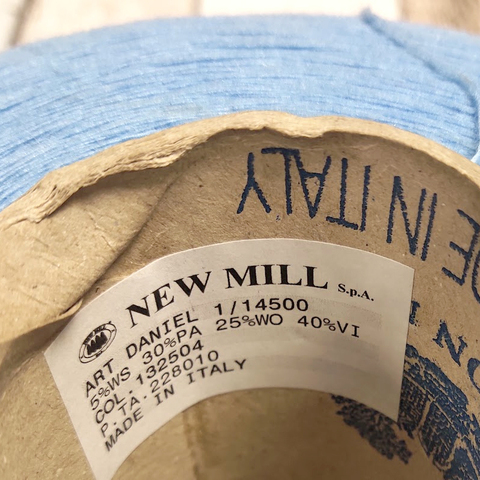 MADE IN ITALY
NEW MILL S.p.A.
ART DANIEL 1/14500
5%WS 30%PA 25%WO 40%VI
COL 132504
P.TA-228010
MADE IN ITALY